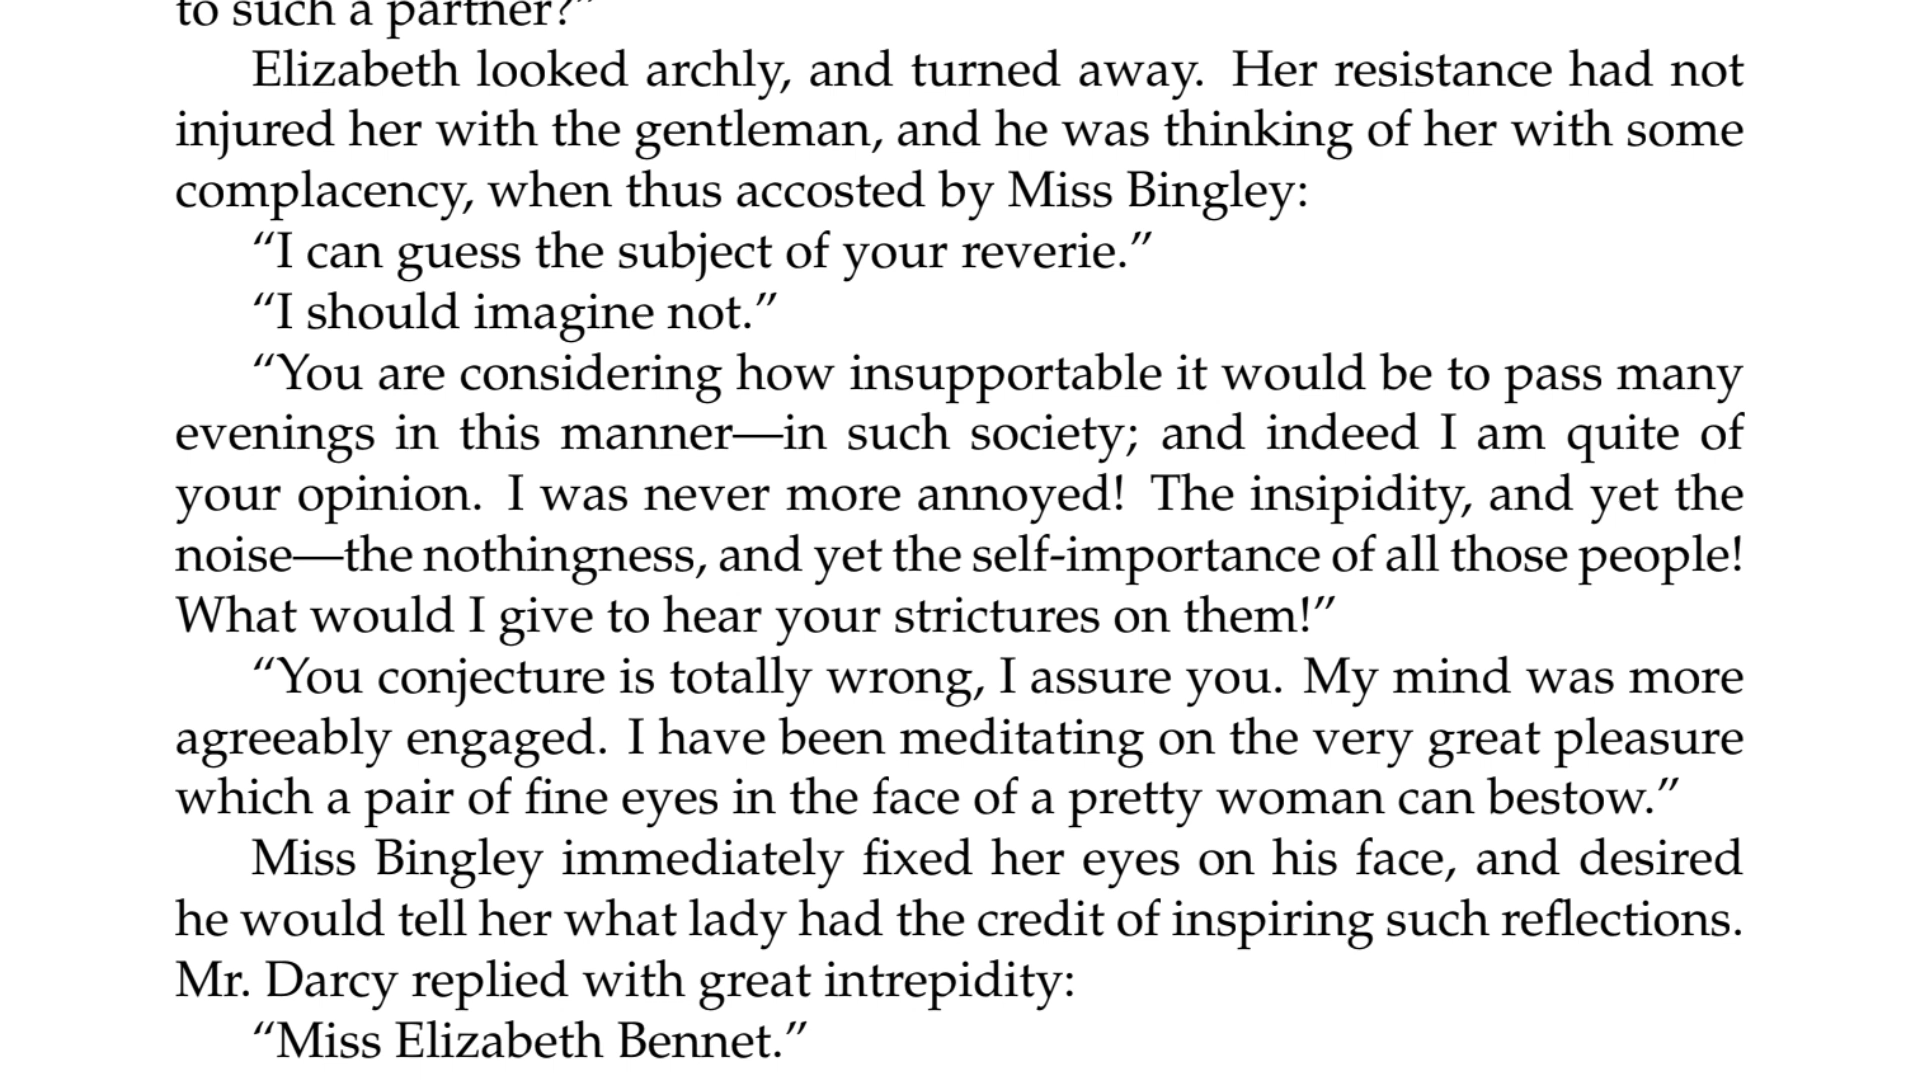 to such a partner?”
Elizabeth looked archly, and turned away. Her resistance had not
injured her with the gentleman, and he was thinking of her with some
complacency, when thus accosted by Miss Bingley:
“I can guess the subject of your reverie.”
“I should imagine not.”
“You are considering how insupportable it would be to pass many
evenings in this manner—in such society; and indeed I am quite of
your opinion. I was never more annoyed! The insipidity, and yet the
noise—the nothingness, and yet the self-importance of all those people!
What would I give to hear your strictures on them!”
“You conjecture is totally wrong, I assure you. My mind was more
agreeably engaged. I have been meditating on the very great pleasure
which a pair of fine eyes in the face of a pretty woman can bestow.”
Miss Bingley immediately fixed her eyes on his face, and desired
he would tell her what lady had the credit of inspiring such reflections.
Mr. Darcy replied with great intrepidity:
“Miss Elizabeth Bennet.”